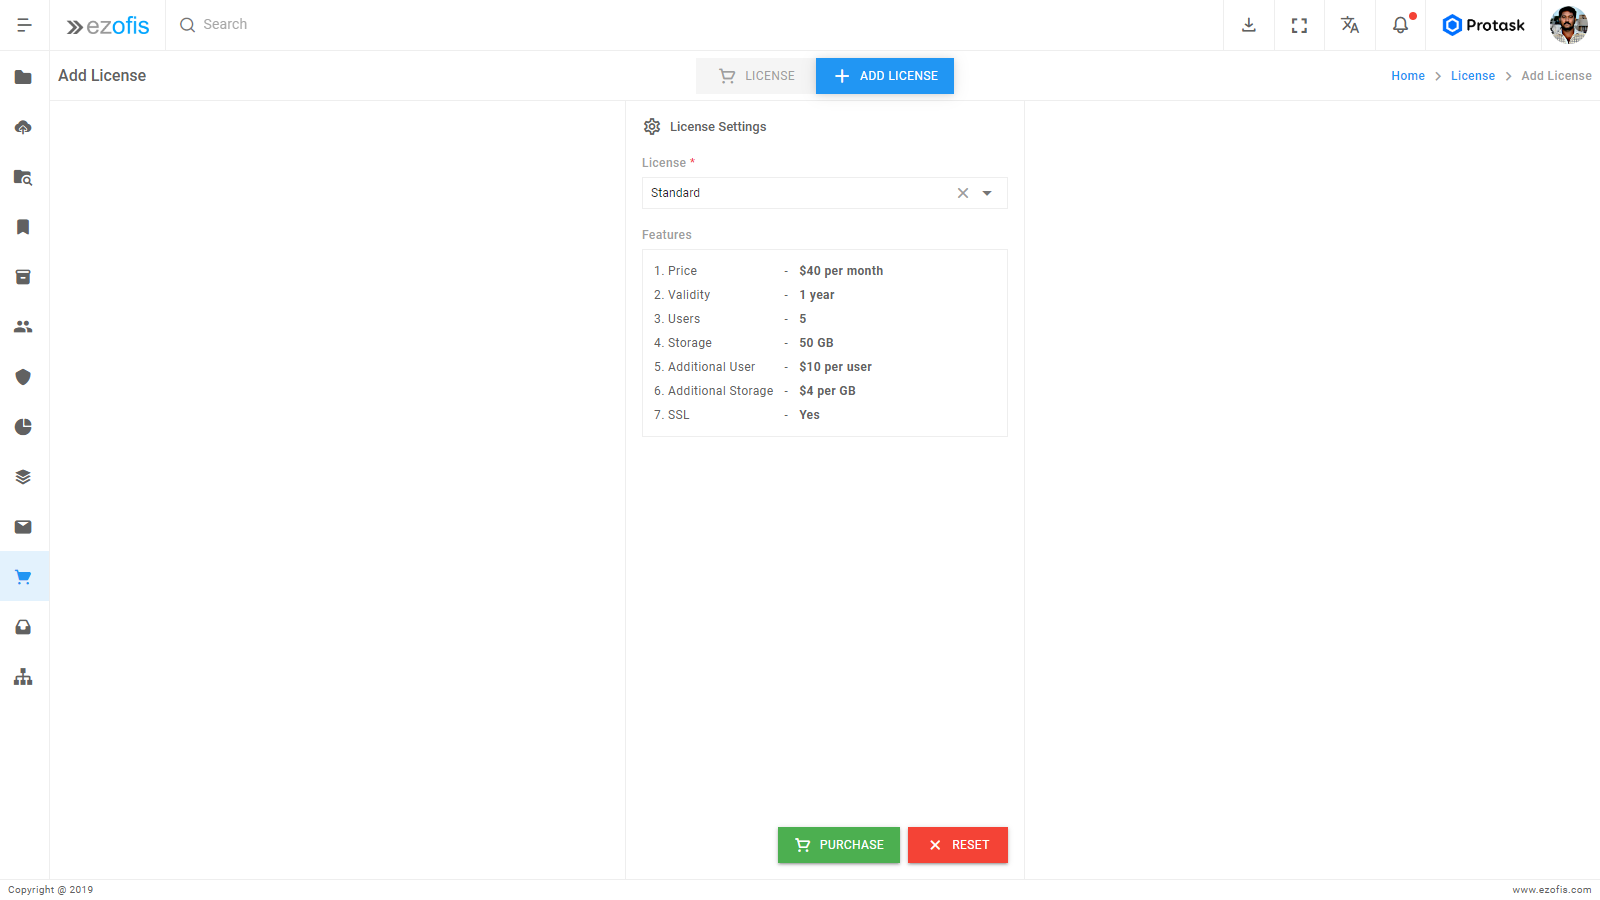 ezofis
Search
Protask
Add License
LICENSE
ADD LICENSE
Home
License
Add License
License Settings
License *
Standard
Features
1. Price - $40 per month
2. Validity - 1 year
3. Users - 5
4. Storage - 50 GB
5. Additional User - $10 per user
6. Additional Storage - $4 per GB
7. SSL - Yes
PURCHASE
RESET
Copyright @ 2019
www.ezofis.com